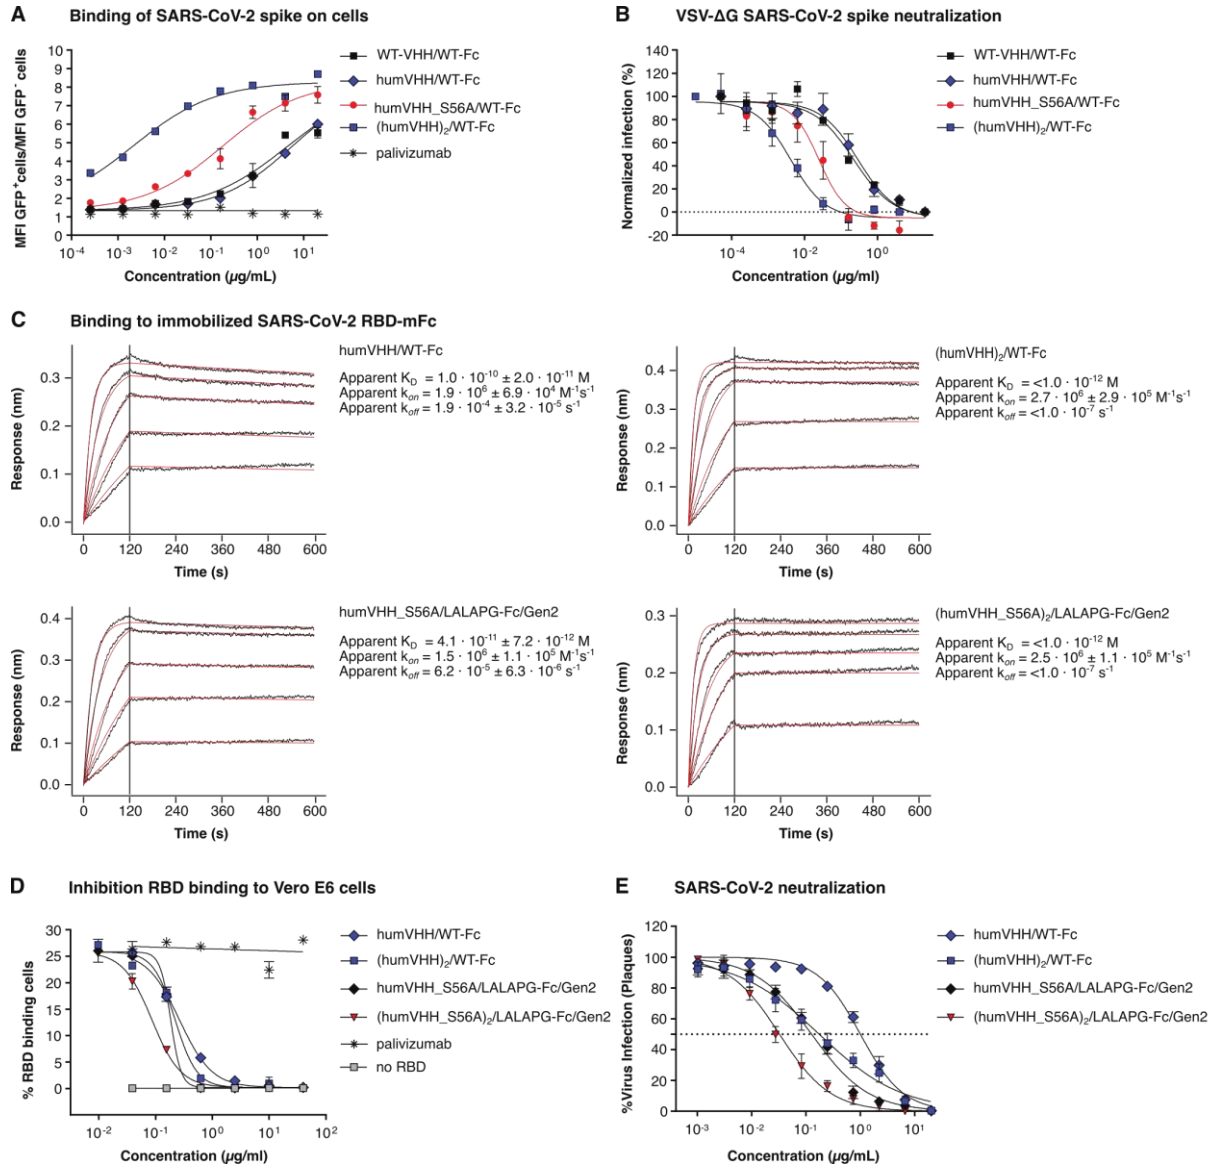 A Binding of SARS-CoV-2 spike on cells
MFI GFP⁺cells/MFI GFP⁻ cells
10
9
8
7
6
5
4
3
2
1
0
10⁻⁴ 10⁻³ 10⁻² 10⁻¹ 10⁰ 10¹
Concentration (µg/mL)
WT-VHH/WT-Fc
humVHH/WT-Fc
humVHH_S56A/WT-Fc
(humVHH)₂/WT-Fc
palivizumab
B VSV-ΔG SARS-CoV-2 spike neutralization
Normalized infection (%)
140
120
100
80
60
40
20
0
-20
10⁻⁴ 10⁻² 10⁰
Concentration (µg/ml)
WT-VHH/WT-Fc
humVHH/WT-Fc
humVHH_S56A/WT-Fc
(humVHH)₂/WT-Fc
C Binding to immobilized SARS-CoV-2 RBD-mFc
Response (nm)
0.3
0.2
0.1
0.0
0 120 240 360 480 600
Time (s)
humVHH/WT-Fc
Apparent K_D = 1.0 · 10⁻¹⁰ ± 2.0 · 10⁻¹¹ M
Apparent k_on = 1.9 · 10⁶ ± 6.9 · 10⁴ M⁻¹s⁻¹
Apparent k_off = 1.9 · 10⁻⁴ ± 3.2 · 10⁻⁵ s⁻¹
Response (nm)
0.4
0.3
0.2
0.1
0.0
0 120 240 360 480 600
Time (s)
(humVHH)₂/WT-Fc
Apparent K_D = <1.0 · 10⁻¹² M
Apparent k_on = 2.7 · 10⁶ ± 2.9 · 10⁵ M⁻¹s⁻¹
Apparent k_off = <1.0 · 10⁻⁷ s⁻¹
Response (nm)
0.4
0.3
0.2
0.1
0.0
0 120 240 360 480 600
Time (s)
humVHH_S56A/LALAPG-Fc/Gen2
Apparent K_D = 4.1 · 10⁻¹¹ ± 7.2 · 10⁻¹² M
Apparent k_on = 1.5 · 10⁶ ± 1.1 · 10⁵ M⁻¹s⁻¹
Apparent k_off = 6.2 · 10⁻⁵ ± 6.3 · 10⁻⁶ s⁻¹
Response (nm)
0.3
0.2
0.1
0.0
0 120 240 360 480 600
Time (s)
(humVHH_S56A)₂/LALAPG-Fc/Gen2
Apparent K_D = <1.0 · 10⁻¹² M
Apparent k_on = 2.5 · 10⁶ ± 1.1 · 10⁵ M⁻¹s⁻¹
Apparent k_off = <1.0 · 10⁻⁷ s⁻¹
D Inhibition RBD binding to Vero E6 cells
% RBD binding cells
30
25
20
15
10
5
0
10⁻² 10⁻¹ 10⁰ 10¹ 10²
Concentration (µg/ml)
humVHH/WT-Fc
(humVHH)₂/WT-Fc
humVHH_S56A/LALAPG-Fc/Gen2
(humVHH_S56A)₂/LALAPG-Fc/Gen2
palivizumab
no RBD
E SARS-CoV-2 neutralization
%Virus Infection (Plaques)
120
100
80
60
40
20
0
10⁻³ 10⁻² 10⁻¹ 10⁰ 10¹
Concentration (µg/ml)
humVHH/WT-Fc
(humVHH)₂/WT-Fc
humVHH_S56A/LALAPG-Fc/Gen2
(humVHH_S56A)₂/LALAPG-Fc/Gen2